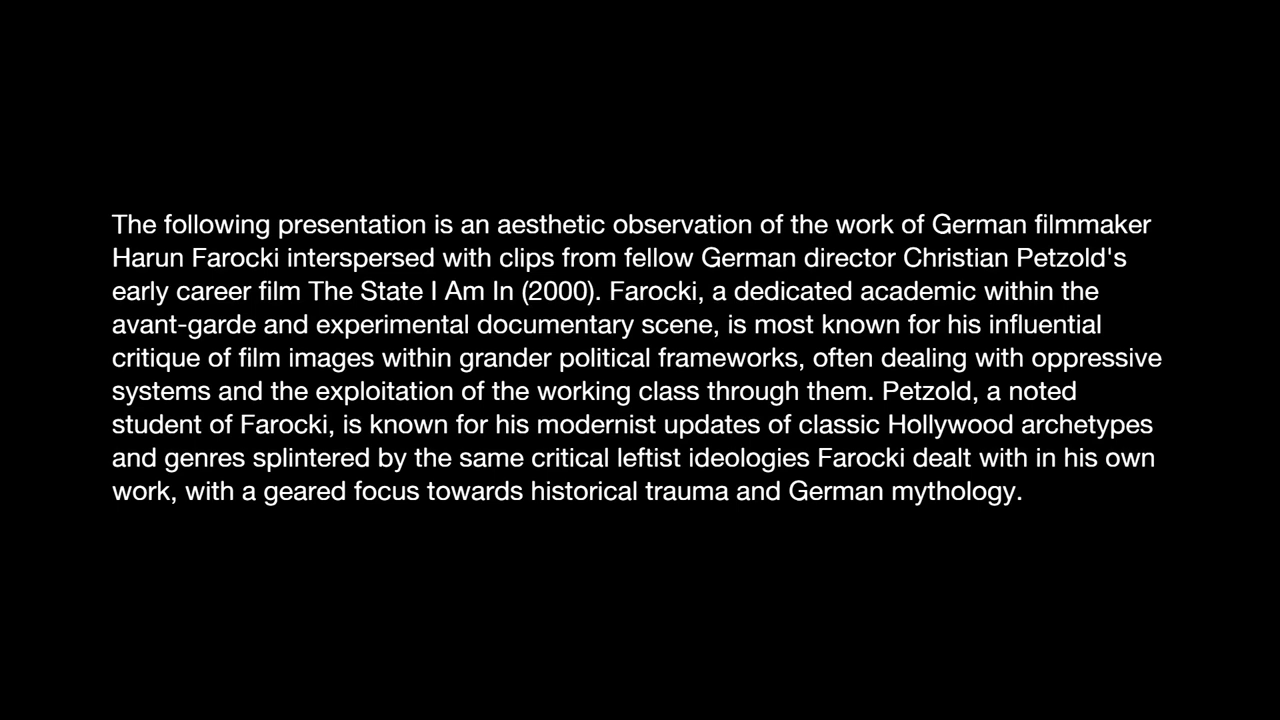 The following presentation is an aesthetic observation of the work of German filmmaker
Harun Farocki interspersed with clips from fellow German director Christian Petzold's
early career film The State I Am In (2000). Farocki, a dedicated academic within the
avant-garde and experimental documentary scene, is most known for his influential
critique of film images within grander political frameworks, often dealing with oppressive
systems and the exploitation of the working class through them. Petzold, a noted
student of Farocki, is known for his modernist updates of classic Hollywood archetypes
and genres splintered by the same critical leftist ideologies Farocki dealt with in his own
work, with a geared focus towards historical trauma and German mythology.